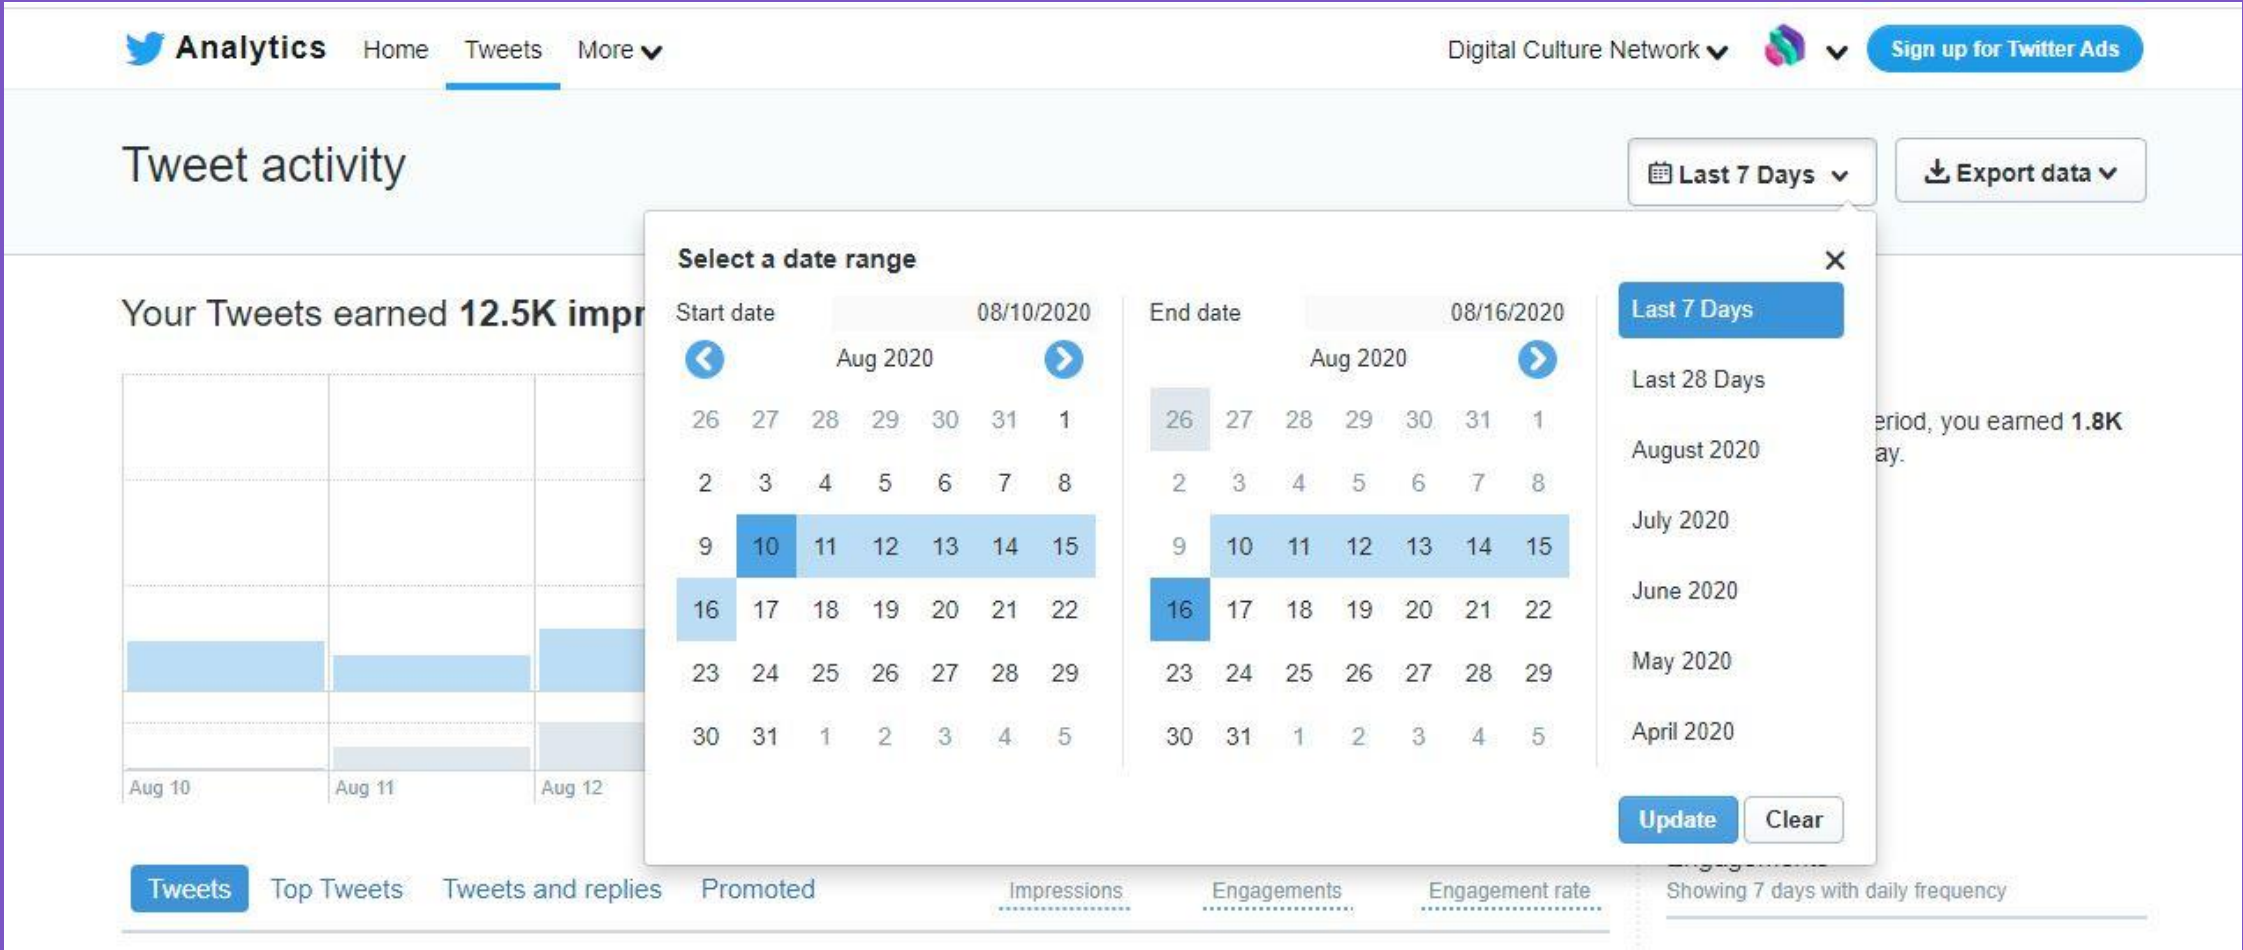 Analytics Home Tweets More Digital Culture Network Sign up for Twitter Ads
Tweet activity
Last 7 Days Export data
Select a date range
Your Tweets earned 12.5K
Start date 08/10/2020 End date 08/16/2020
Aug 2020 Aug 2020
26 27 28 29 30 31 1 26 27 28 29 30 31 1
2 3 4 5 6 7 8 2 3 4 5 6 7 8
9 10 11 12 13 14 15 9 10 11 12 13 14 15
16 17 18 19 20 21 22 16 17 18 19 20 21 22
23 24 25 26 27 28 29 23 24 25 26 27 28 29
30 31 1 2 3 4 5 30 31 1 2 3 4 5
Last 7 Days
Last 28 Days
August 2020
July 2020
June 2020
May 2020
April 2020
Update Clear
eriod, you earned 1.8K
ay.
Aug 10 Aug 11 Aug 12
Tweets Top Tweets Tweets and replies Promoted Impressions Engagements Engagement rate
Showing 7 days with daily frequency